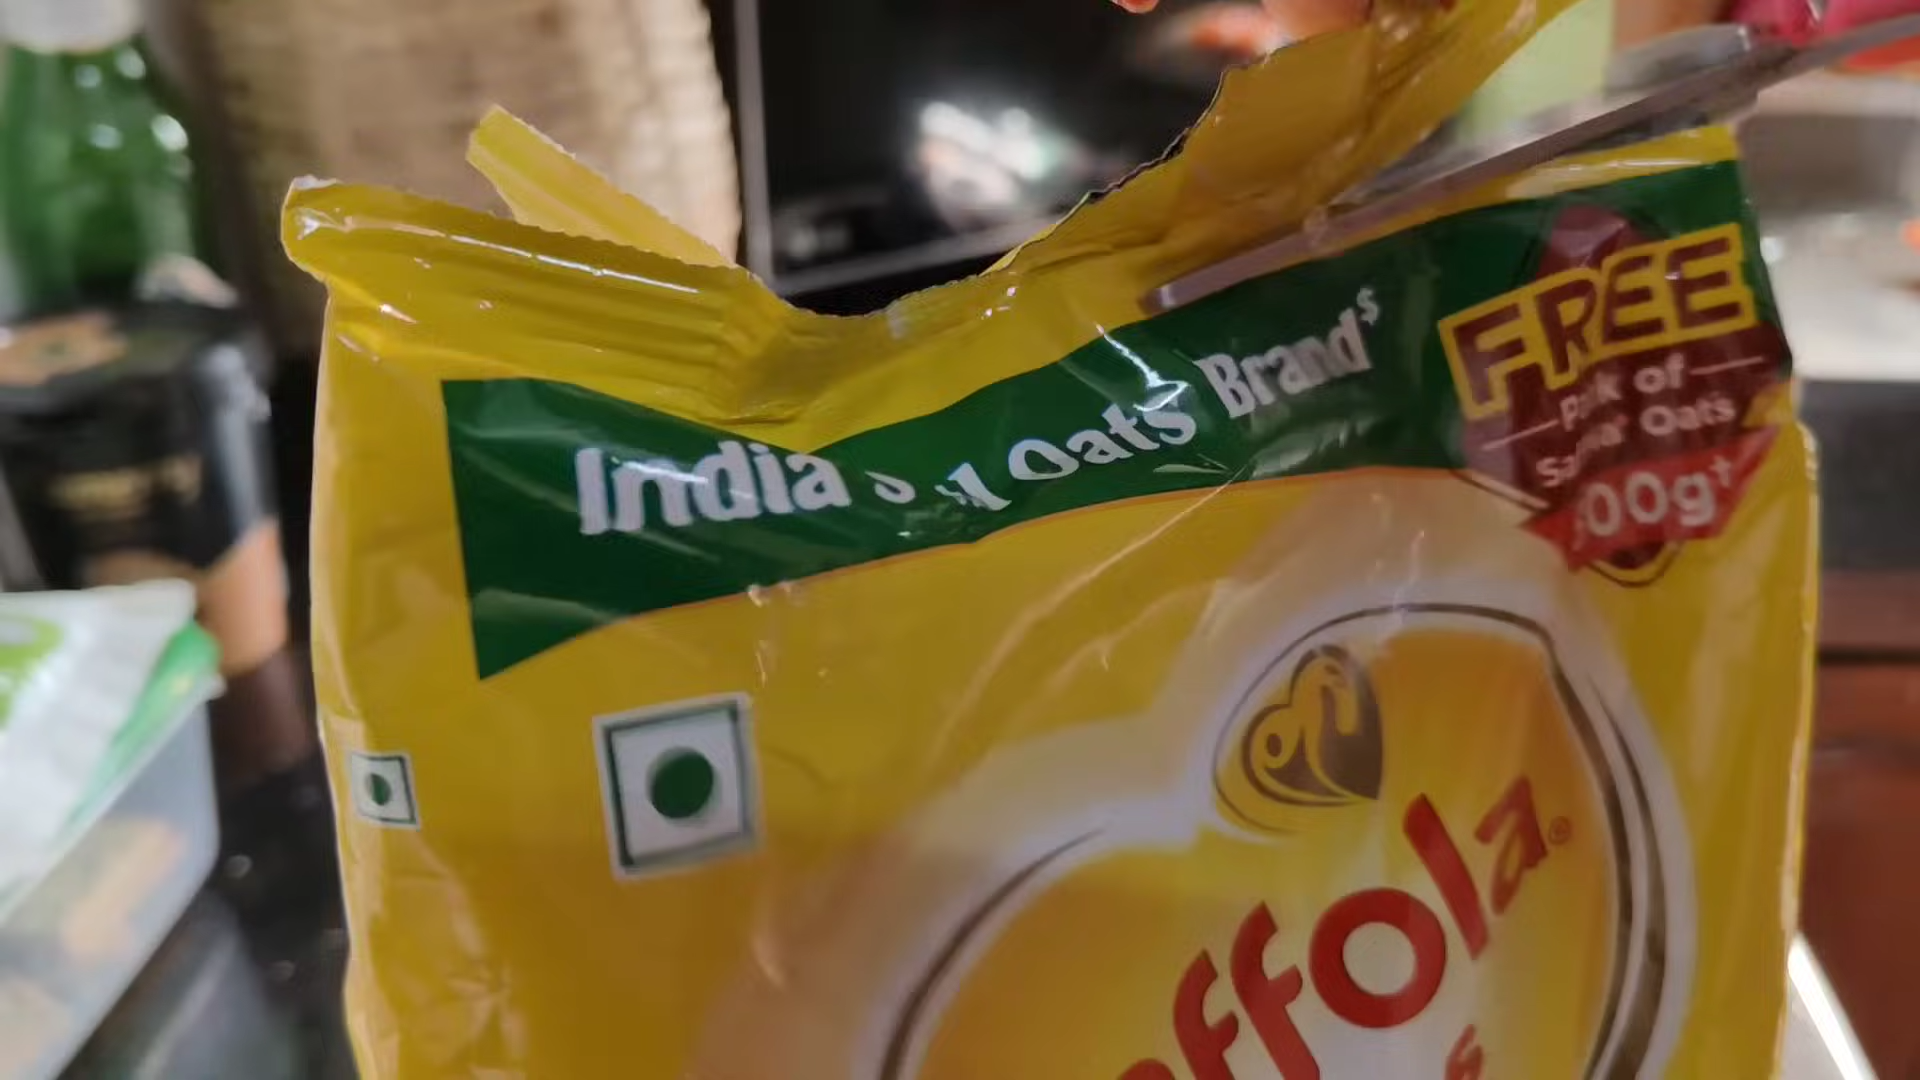 India Oats Brand$
FREE
of
Oats
00g†
ffola®